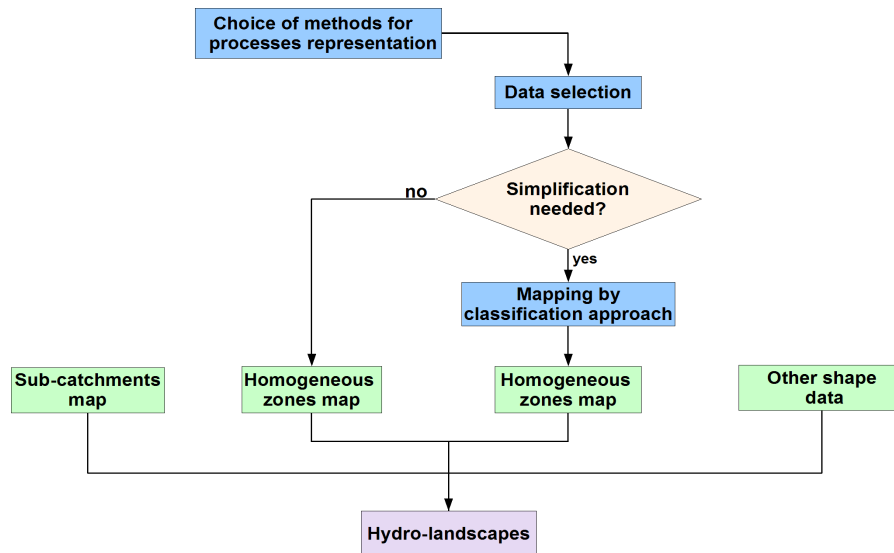 Choice of methods for
processes representation
Data selection
Simplification
needed?
no
yes
Mapping by
classification approach
Sub-catchments
map
Homogeneous
zones map
Homogeneous
zones map
Other shape
data
Hydro-landscapes